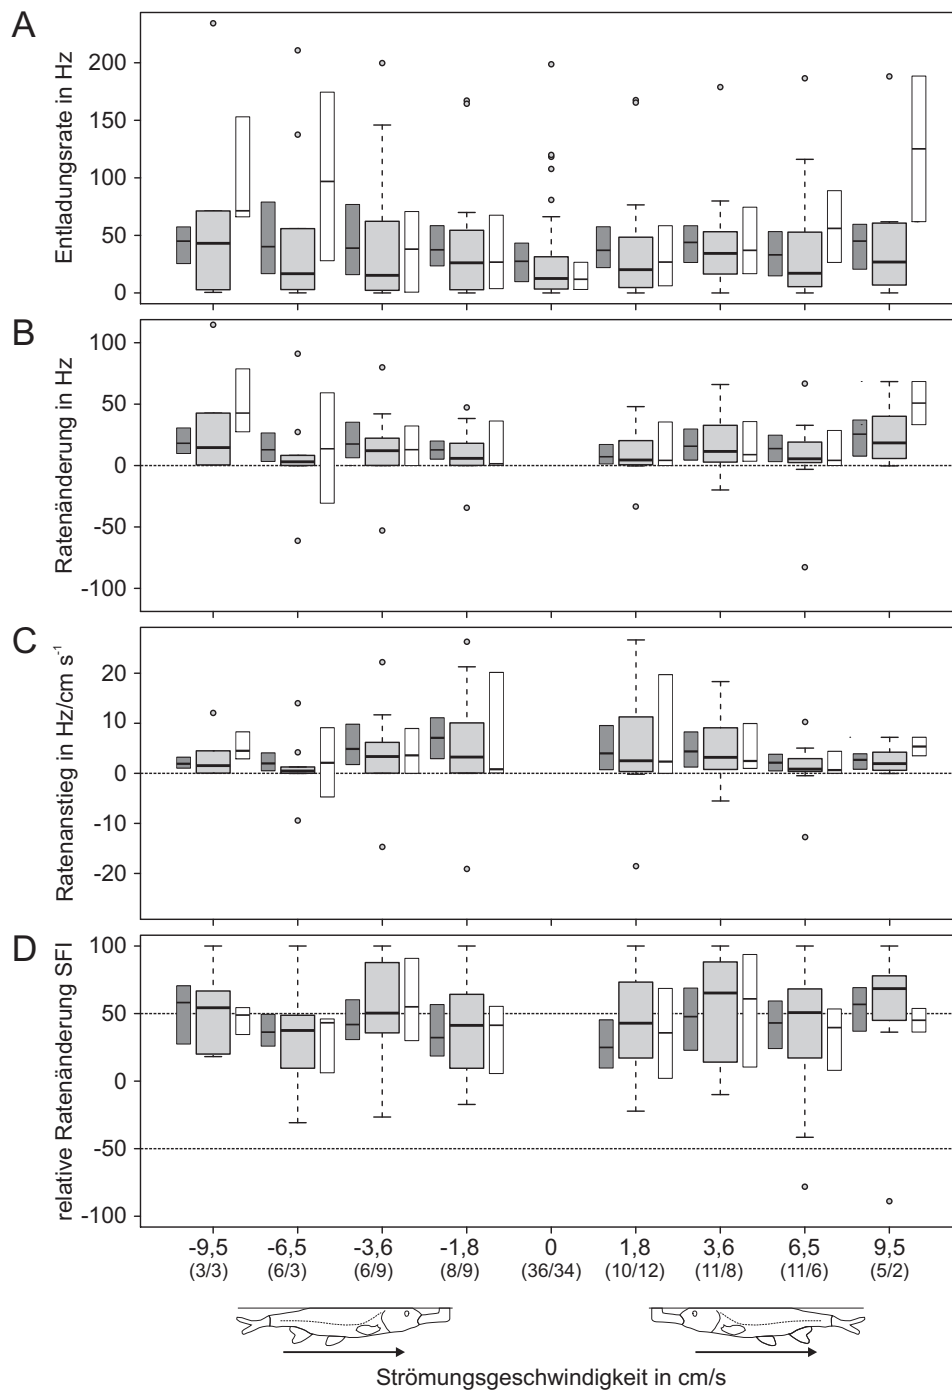 A
Entladungsrate in Hz
200
150
100
50
0
B
Ratenänderung in Hz
100
50
0
-50
-100
C
Ratenanstieg in Hz/cm s⁻¹
20
10
0
-10
-20
D
relative Ratenänderung SFI
100
50
0
-50
-100
-9,5 -6,5 -3,6 -1,8 0 1,8 3,6 6,5 9,5
(3/3) (6/3) (6/9) (8/9) (36/34) (10/12) (11/8) (11/6) (5/2)
Strömungsgeschwindigkeit in cm/s